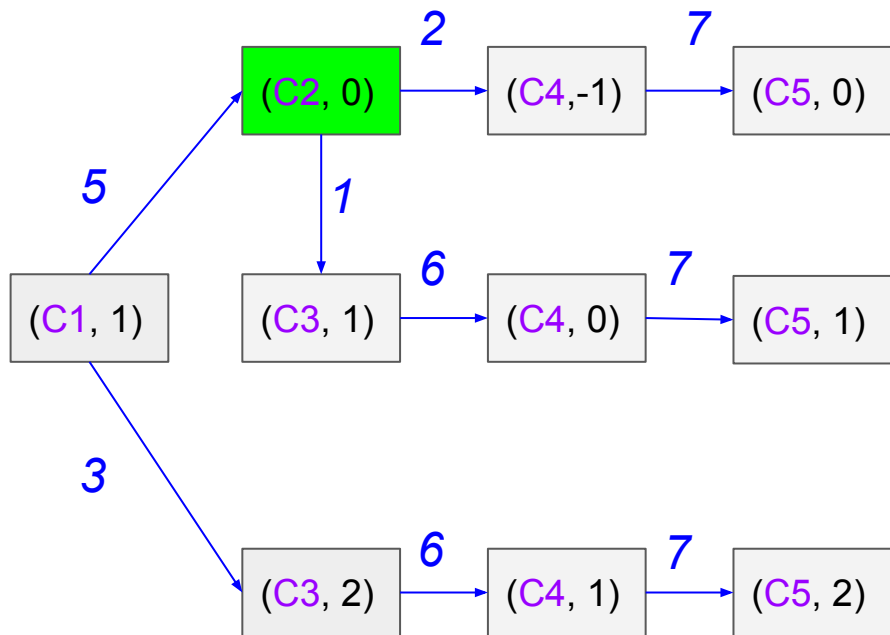 2 7
(C2, 0) (C4,-1) (C5, 0)
5 1
6 7
(C1, 1) (C3, 1) (C4, 0) (C5, 1)
3
6 7
(C3, 2) (C4, 1) (C5, 2)